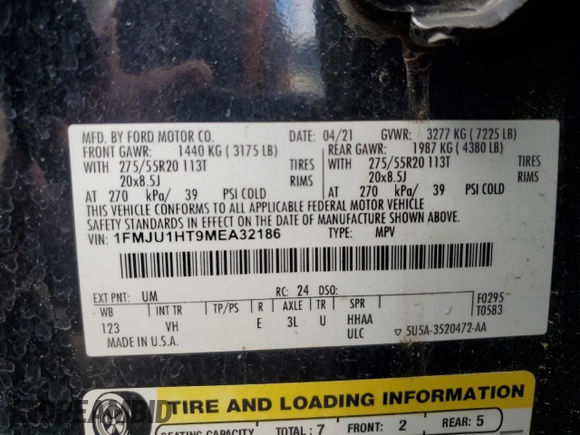 MFD. BY FORD MOTOR CO. DATE: 04/21 GVWR: 3277 KG ( 7225 LB)
FRONT GAWR: 1440 KG ( 3175 LB) REAR GAWR: 1987 KG ( 4380 LB)
WITH 275/55R20 113T TIRES WITH 275/55R20 113T TIRES
20x8.5J RIMS 20x8.5J RIMS
AT 270 kPa/ 39 PSI COLD AT 270 kPa/ 39 PSI COLD
THIS VEHICLE CONFORMS TO ALL APPLICABLE FEDERAL MOTOR VEHICLE
SAFETY STANDARDS IN EFFECT ON THE DATE OF MANUFACTURE SHOWN ABOVE.
VIN: 1FMJU1HT9MEA32186 TYPE: MPV
EXT PNT: UM RC: 24 DSO: F0295
WB INT TR TP/PS R AXLE TR SPR T0583
123 VH E 3L U HHAA
MADE IN U.S.A. ULC ▽ 5U5A-3520472-AA
TIRE AND LOADING INFORMATION
SEATING CAPACITY TOTAL: 7 FRONT: 2 REAR: 5